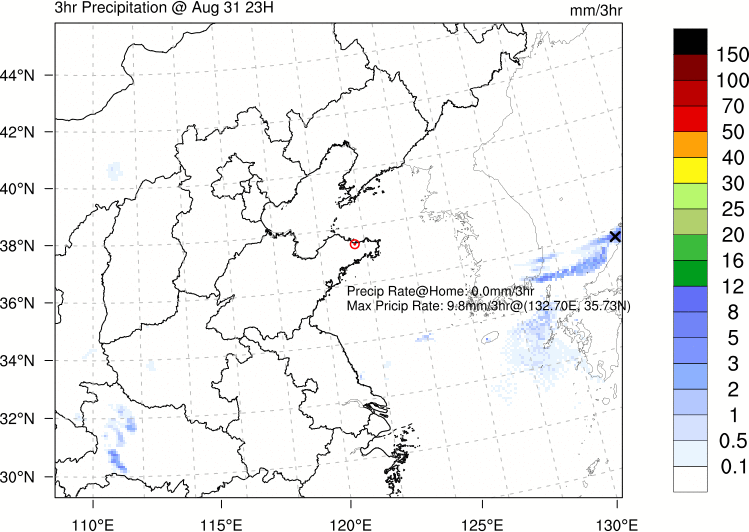 3hr Precipitation @ Aug 31 23H
mm/3hr
44°N
42°N
40°N
38°N
36°N
34°N
32°N
30°N
Precip Rate@Home: 0.0mm/3hr
Max Pricip Rate: 9.8mm/3hr@(132.70E, 35.73N)
110°E 115°E 120°E 125°E 130°E
150
100
70
50
40
30
25
20
16
12
8
5
3
2
1
0.5
0.1